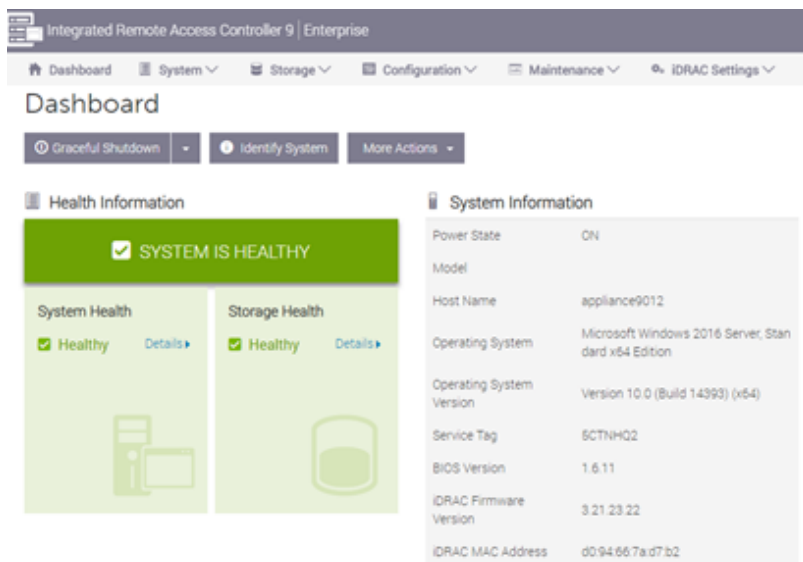 Integrated Remote Access Controller 9 | Enterprise
Dashboard System Storage Configuration Maintenance iDRAC Settings
Dashboard
Graceful Shutdown Identify System More Actions
Health Information
SYSTEM IS HEALTHY
System Health
Healthy Details
Storage Health
Healthy Details
System Information
Power State ON
Model
Host Name appliance9012
Operating System Microsoft Windows 2016 Server, Stan
dard x64 Edition
Operating System
Version Version 10.0 (Build 14393) (x64)
Service Tag 5CTNHQ2
BIOS Version 1.6.11
iDRAC Firmware
Version 3.21.23.22
iDRAC MAC Address d0:94:66:7a:d7:b2